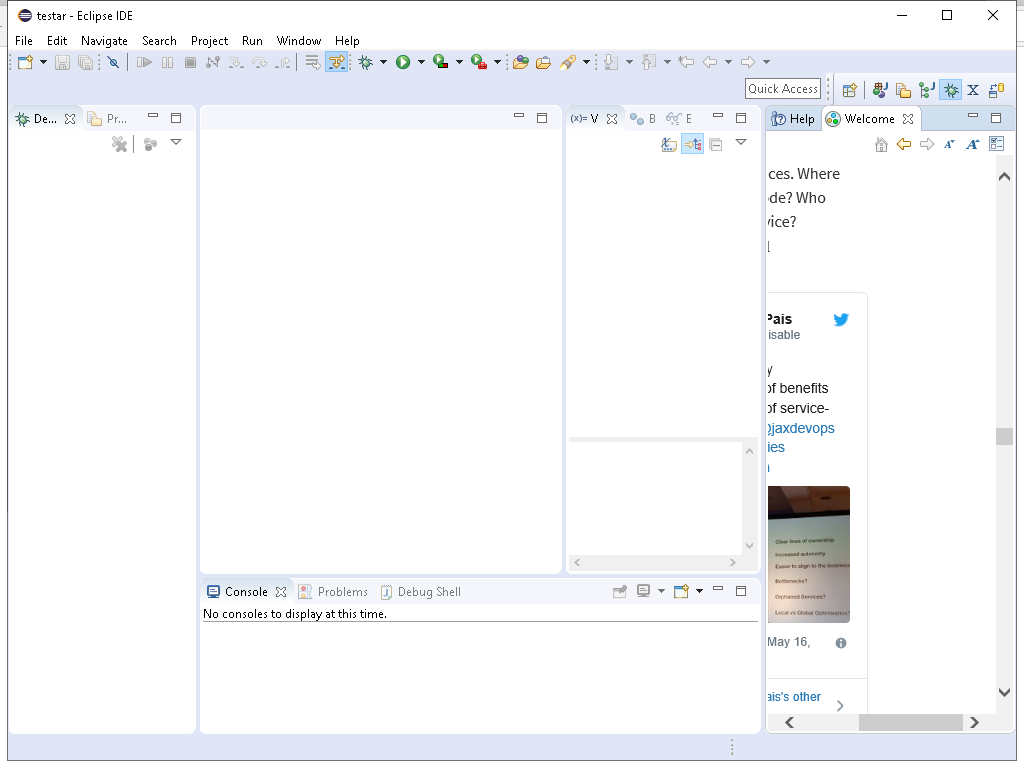 testar - Eclipse IDE
File Edit Navigate Search Project Run Window Help
Quick Access
De... Pr...
(x)= V B E
Help Welcome
ces. Where
ode? Who
vice?
Pais
isable
y
of benefits
of service-
@jaxdevops
ies
Clear lines of ownership
Increased autonomy
Easier to align to the business
Bottlenecks?
Orphaned Services?
Local vs Global Optimisation?
May 16,
ais's other
Console Problems Debug Shell
No consoles to display at this time.